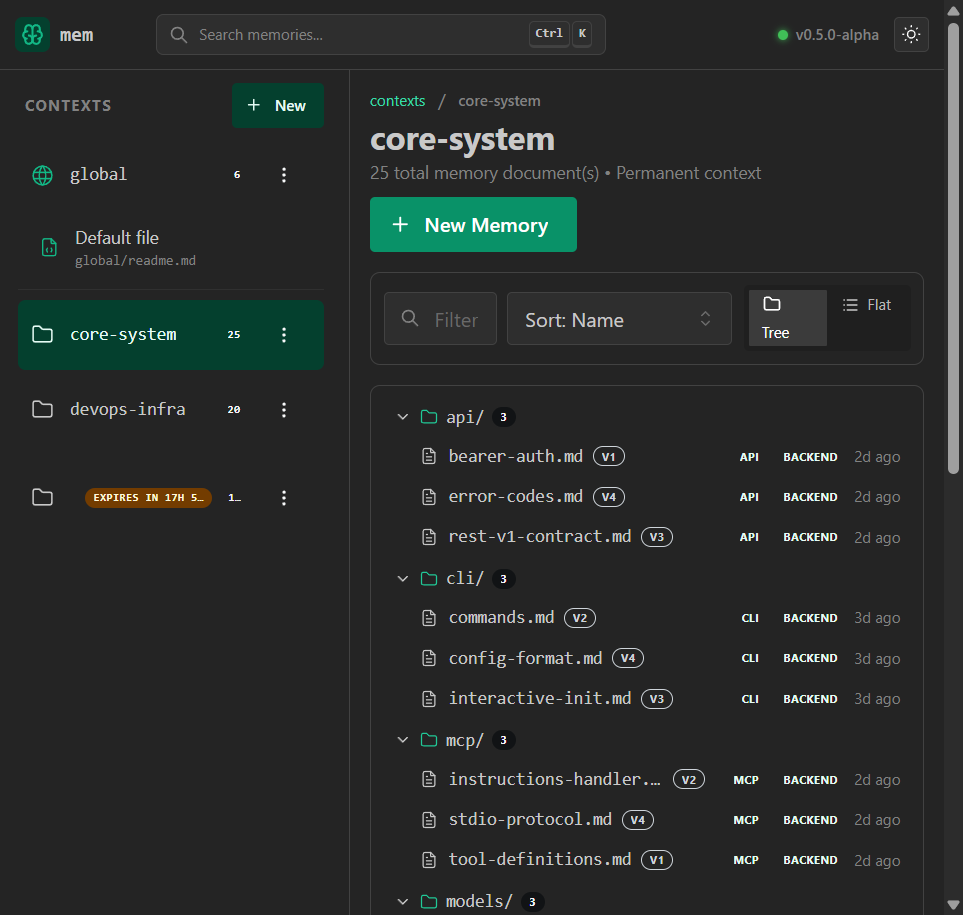 mem
Search memories...
Ctrl K
v0.5.0-alpha
CONTEXTS
+ New
global 6
Default file
global/readme.md
core-system 25
devops-infra 20
EXPIRES IN 17H 5… 1…
contexts / core-system
core-system
25 total memory document(s) • Permanent context
+ New Memory
Filter
Sort: Name
Tree
Flat
api/ 3
bearer-auth.md V1 API BACKEND 2d ago
error-codes.md V4 API BACKEND 2d ago
rest-v1-contract.md V3 API BACKEND 2d ago
cli/ 3
commands.md V2 CLI BACKEND 3d ago
config-format.md V4 CLI BACKEND 3d ago
interactive-init.md V3 CLI BACKEND 3d ago
mcp/ 3
instructions-handler.… V2 MCP BACKEND 2d ago
stdio-protocol.md V4 MCP BACKEND 2d ago
tool-definitions.md V1 MCP BACKEND 2d ago
models/ 3